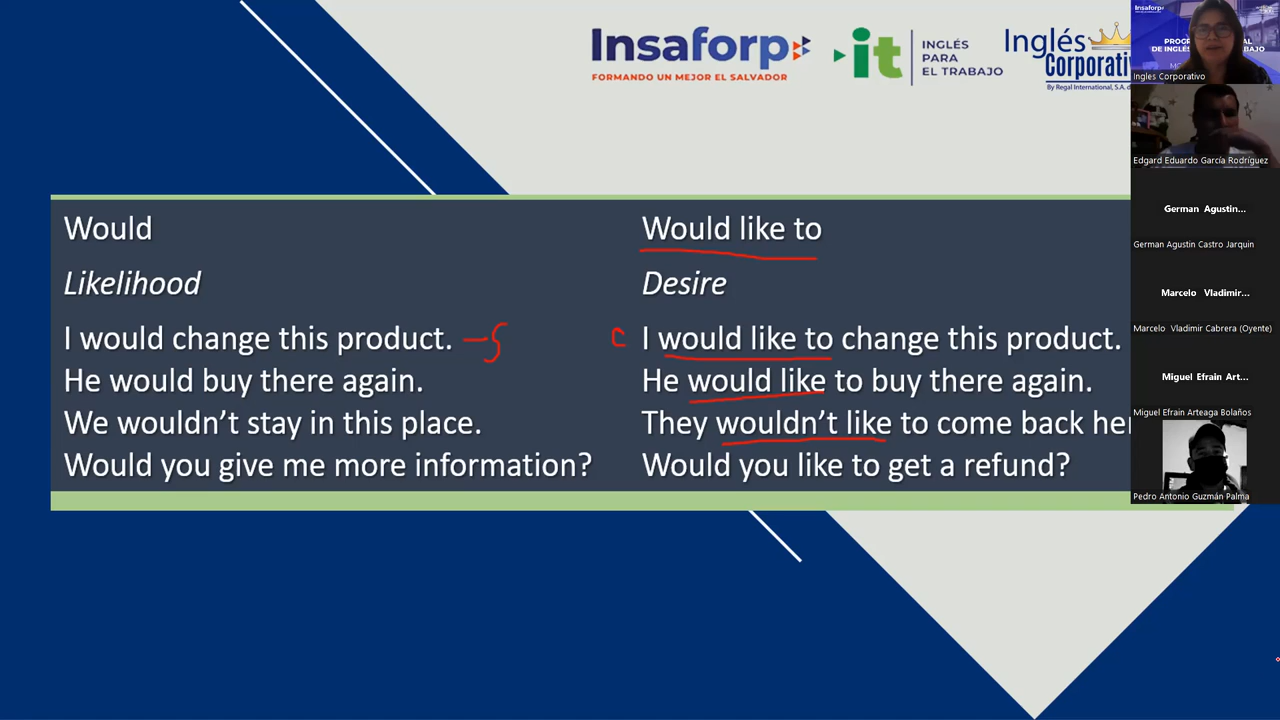 Insaforp
FORMANDO UN MEJOR EL SALVADOR
it
INGLÉS
PARA
EL TRABAJO
Inglés
Corporativ
By Regal International, S.A. d
Would
Likelihood
I would change this product.
He would buy there again.
We wouldn't stay in this place.
Would you give me more information?
Would like to
Desire
I would like to change this product.
He would like to buy there again.
They wouldn't like to come back her
Would you like to get a refund?
Insaforp
Ingles Corporativo
Edgard Eduardo García Rodríguez
German Agustin...
German Agustin Castro Jarquin
Marcelo Vladimir...
Marcelo Vladimir Cabrera (Oyente)
Miguel Efrain Art...
Miguel Efrain Arteaga Bolaños
Pedro Antonio Guzmán Palma